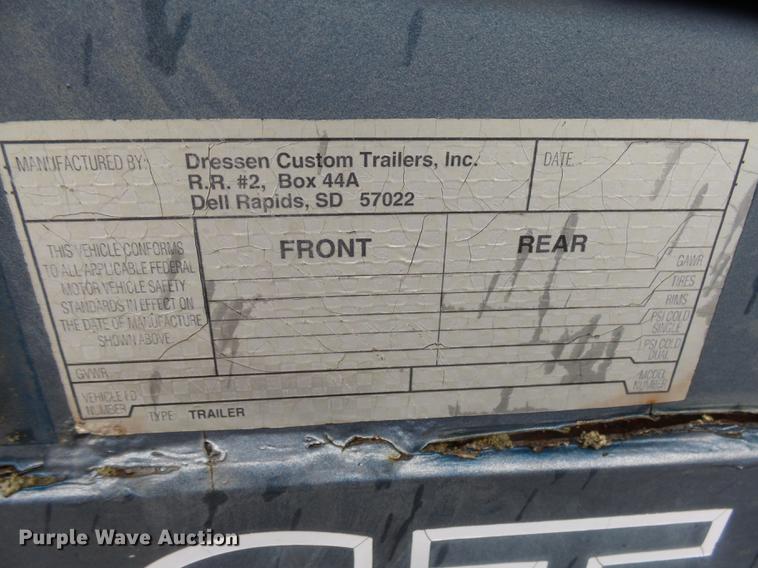 MANUFACTURED BY: Dressen Custom Trailers, Inc. DATE
R.R. #2, Box 44A
Dell Rapids, SD 57022
THIS VEHICLE CONFORMS
TO ALL APPLICABLE FEDERAL
MOTOR VEHICLE SAFETY
STANDARDS IN EFFECT ON
THE DATE OF MANUFACTURE
SHOWN ABOVE
FRONT REAR
GAWR
TIRES
RIMS
PSI COLD
SINGLE
PSI COLD
DUAL
GVWR
VEHICLE I.D.
NUMBER
MODEL
NUMBER
TYPE: TRAILER
Purple Wave Auction